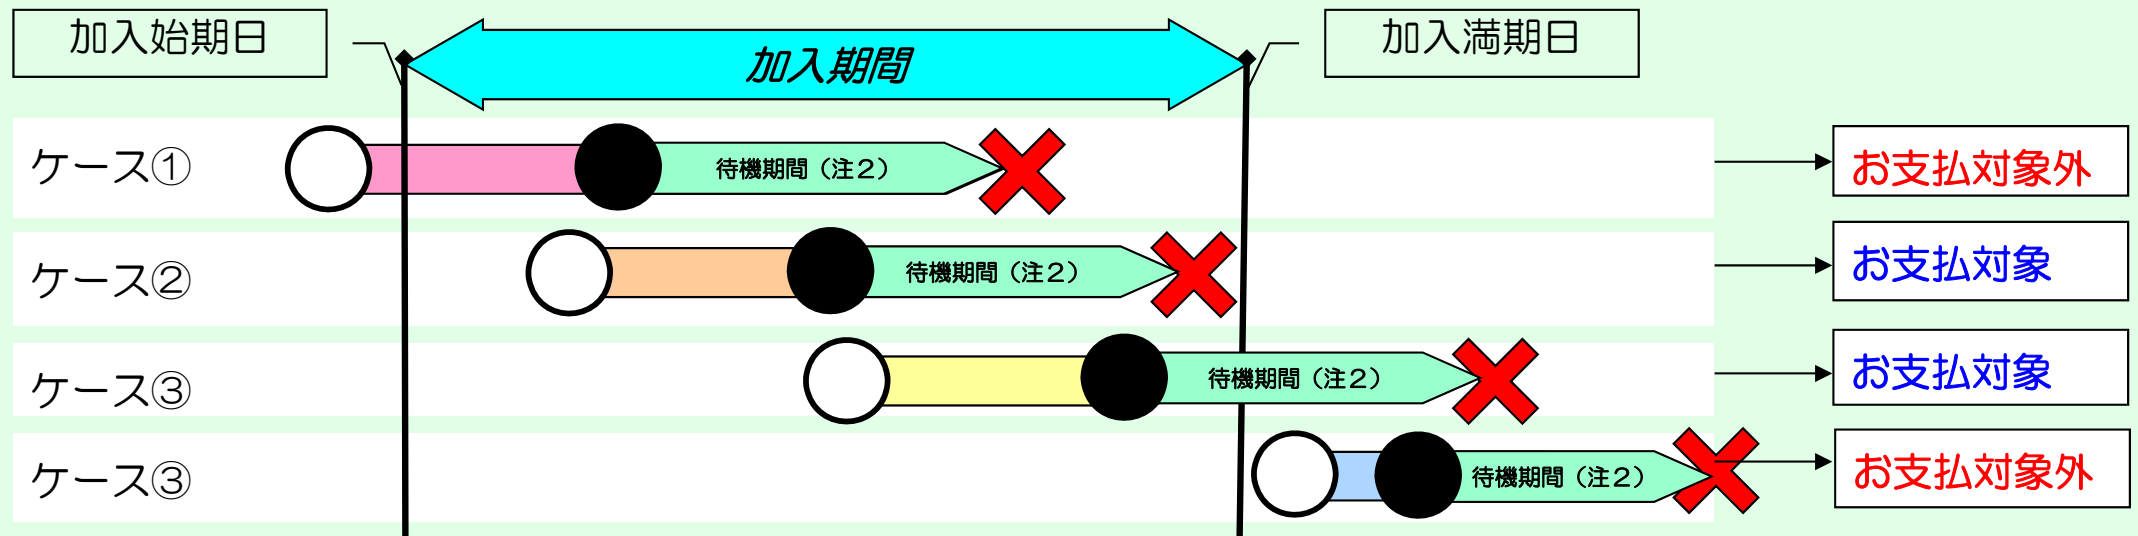 加入始期日
加入期間
加入満期日
ケース①
待機期間（注２）
お支払対象外
ケース②
待機期間（注２）
お支払対象
ケース③
待機期間（注２）
お支払対象
ケース③
待機期間（注２）
お支払対象外